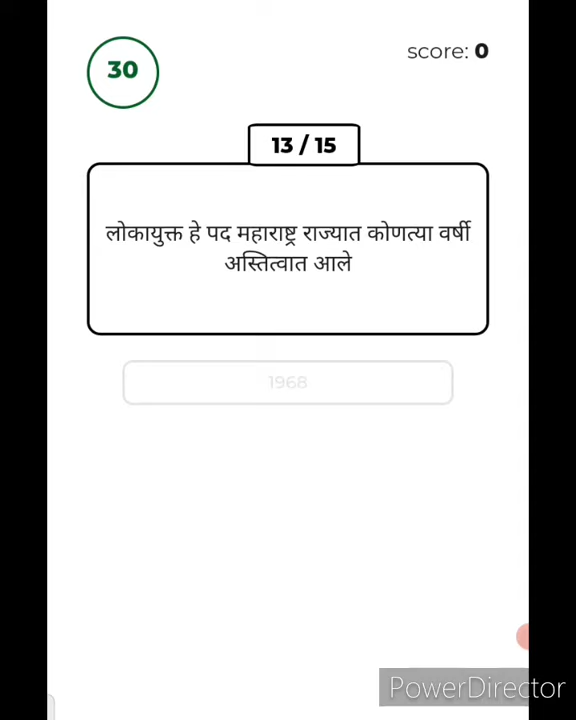 30
score: 0
13 / 15
लोकायुक्त हे पद महाराष्ट्र राज्यात कोणत्या वर्षी
अस्तित्वात आले
1968
PowerDirector